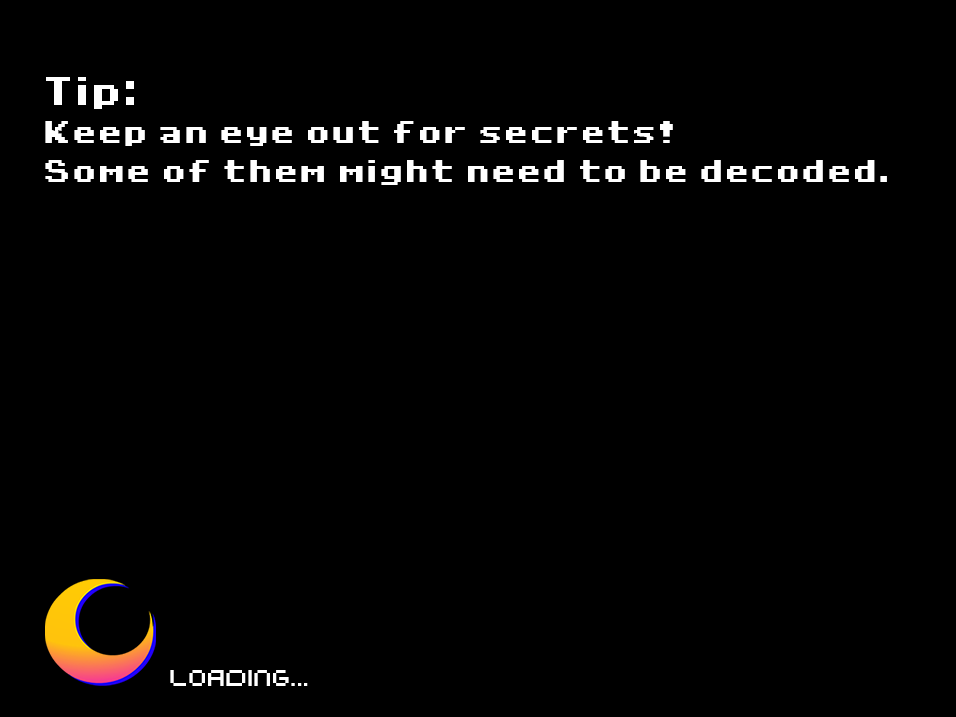 Tip:
Keep an eye out for secrets!
Some of them might need to be decoded.
LOADING...